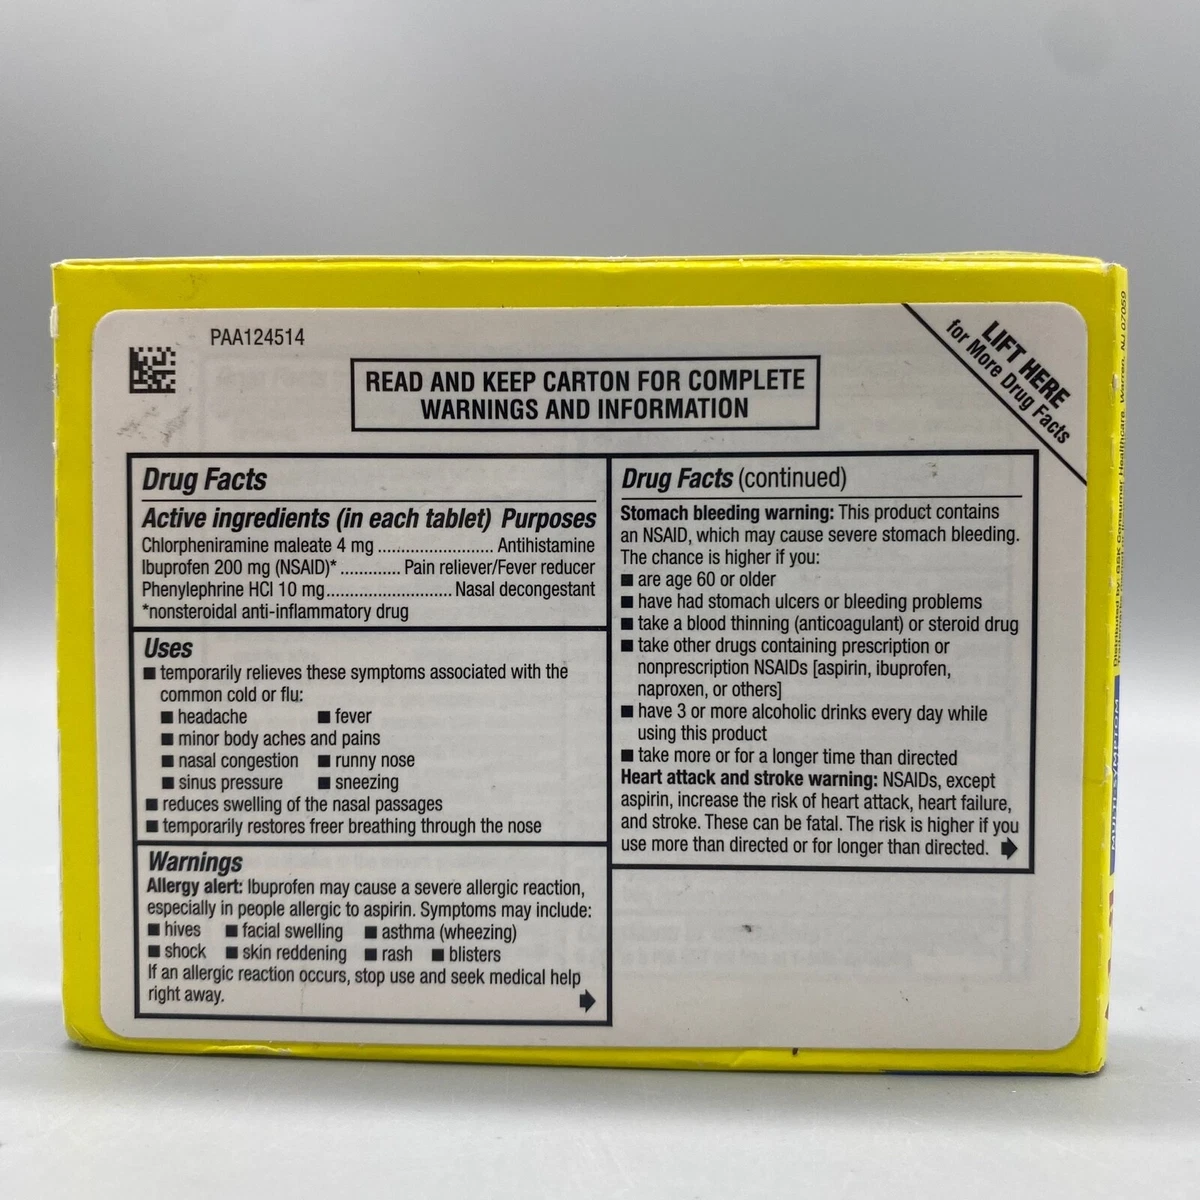 PAA124514
READ AND KEEP CARTON FOR COMPLETE
WARNINGS AND INFORMATION
LIFT HERE
for More Drug Facts
Drug Facts
Active ingredients (in each tablet) Purposes
Chlorpheniramine maleate 4 mg ........................ Antihistamine
Ibuprofen 200 mg (NSAID)* ............. Pain reliever/Fever reducer
Phenylephrine HCl 10 mg.......................... Nasal decongestant
*nonsteroidal anti-inflammatory drug
Uses
■ temporarily relieves these symptoms associated with the
common cold or flu:
■ headache ■ fever
■ minor body aches and pains
■ nasal congestion ■ runny nose
■ sinus pressure ■ sneezing
■ reduces swelling of the nasal passages
■ temporarily restores freer breathing through the nose
Warnings
Allergy alert: Ibuprofen may cause a severe allergic reaction,
especially in people allergic to aspirin. Symptoms may include:
■ hives ■ facial swelling ■ asthma (wheezing)
■ shock ■ skin reddening ■ rash ■ blisters
If an allergic reaction occurs, stop use and seek medical help
right away.
Drug Facts (continued)
Stomach bleeding warning: This product contains
an NSAID, which may cause severe stomach bleeding.
The chance is higher if you:
■ are age 60 or older
■ have had stomach ulcers or bleeding problems
■ take a blood thinning (anticoagulant) or steroid drug
■ take other drugs containing prescription or
nonprescription NSAIDs [aspirin, ibuprofen,
naproxen, or others]
■ have 3 or more alcoholic drinks every day while
using this product
■ take more or for a longer time than directed
Heart attack and stroke warning: NSAIDs, except
aspirin, increase the risk of heart attack, heart failure,
and stroke. These can be fatal. The risk is higher if you
use more than directed or for longer than directed.
Distributed by: GSK Consumer Healthcare, Warren, NJ 07059
MULTI-SYMPTOM